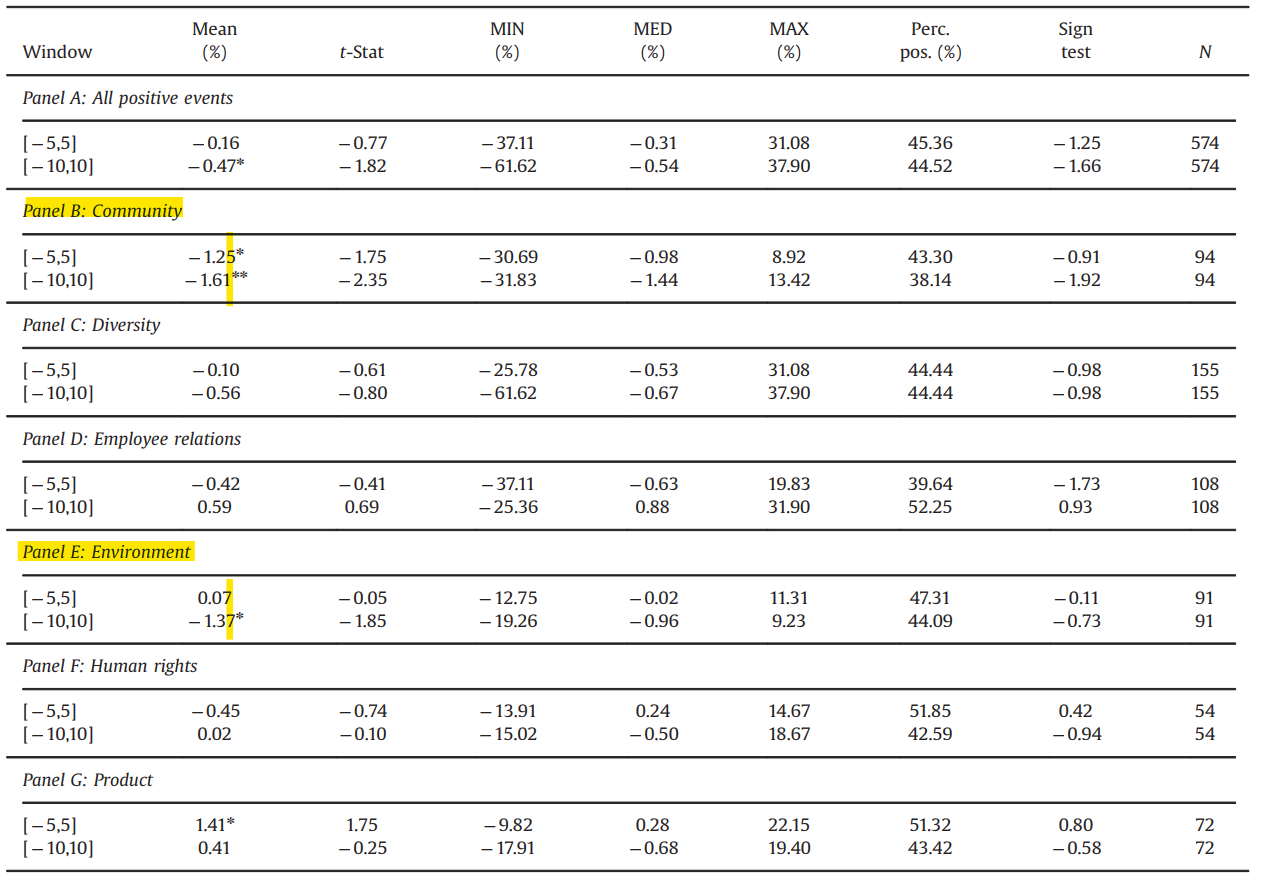 Window Mean (%) t-Stat MIN (%) MED (%) MAX (%) Perc. pos. (%) Sign test N
Panel A: All positive events
[−5,5] −0.16 −0.77 −37.11 −0.31 31.08 45.36 −1.25 574
[−10,10] −0.47* −1.82 −61.62 −0.54 37.90 44.52 −1.66 574
Panel B: Community
[−5,5] −1.25* −1.75 −30.69 −0.98 8.92 43.30 −0.91 94
[−10,10] −1.61** −2.35 −31.83 −1.44 13.42 38.14 −1.92 94
Panel C: Diversity
[−5,5] −0.10 −0.61 −25.78 −0.53 31.08 44.44 −0.98 155
[−10,10] −0.56 −0.80 −61.62 −0.67 37.90 44.44 −0.98 155
Panel D: Employee relations
[−5,5] −0.42 −0.41 −37.11 −0.63 19.83 39.64 −1.73 108
[−10,10] 0.59 0.69 −25.36 0.88 31.90 52.25 0.93 108
Panel E: Environment
[−5,5] 0.07 −0.05 −12.75 −0.02 11.31 47.31 −0.11 91
[−10,10] −1.37* −1.85 −19.26 −0.96 9.23 44.09 −0.73 91
Panel F: Human rights
[−5,5] −0.45 −0.74 −13.91 0.24 14.67 51.85 0.42 54
[−10,10] 0.02 −0.10 −15.02 −0.50 18.67 42.59 −0.94 54
Panel G: Product
[−5,5] 1.41* 1.75 −9.82 0.28 22.15 51.32 0.80 72
[−10,10] 0.41 −0.25 −17.91 −0.68 19.40 43.42 −0.58 72